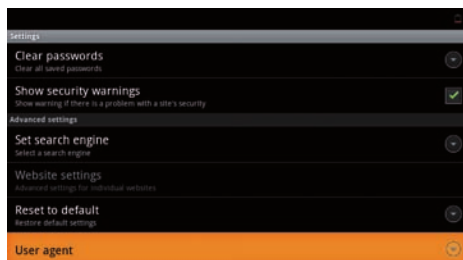 Settings
Clear passwords
Clear all saved passwords
Show security warnings
Show warning if there is a problem with a site's security
Advanced settings
Set search engine
Select a search engine
Website settings
Advanced settings for individual websites
Reset to default
Restore default settings
User agent